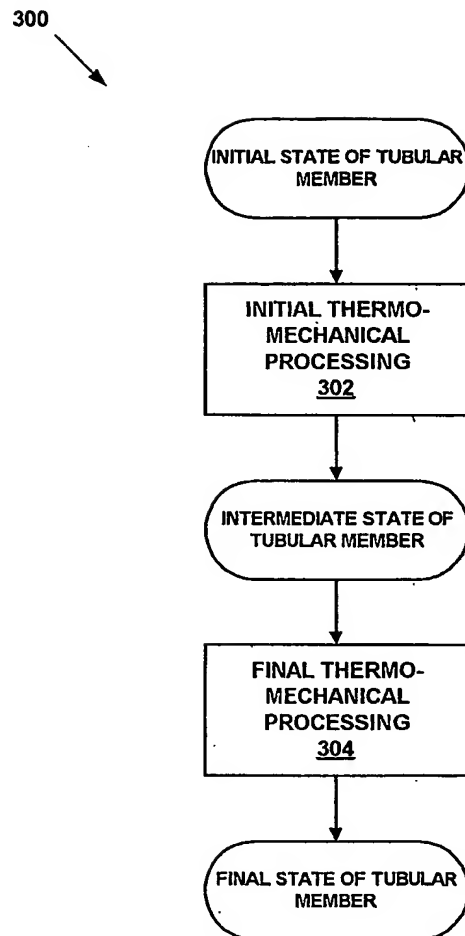 300
INITIAL STATE OF TUBULAR
MEMBER
INITIAL THERMO-
MECHANICAL
PROCESSING
302
INTERMEDIATE STATE OF
TUBULAR MEMBER
FINAL THERMO-
MECHANICAL
PROCESSING
304
FINAL STATE OF TUBULAR
MEMBER